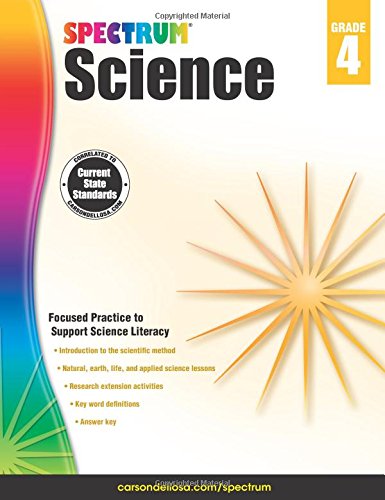 Copyrighted Material
SPECTRUM®
Science
GRADE
4
CORRELATED TO
Current
State
Standards
CARSONDELLOSA.COM
Focused Practice to
Support Science Literacy
• Introduction to the scientific method
• Natural, earth, life, and applied science lessons
• Research extension activities
• Key word definitions
• Answer key
carsondellosa.com/spectrum
Copyrighted Material